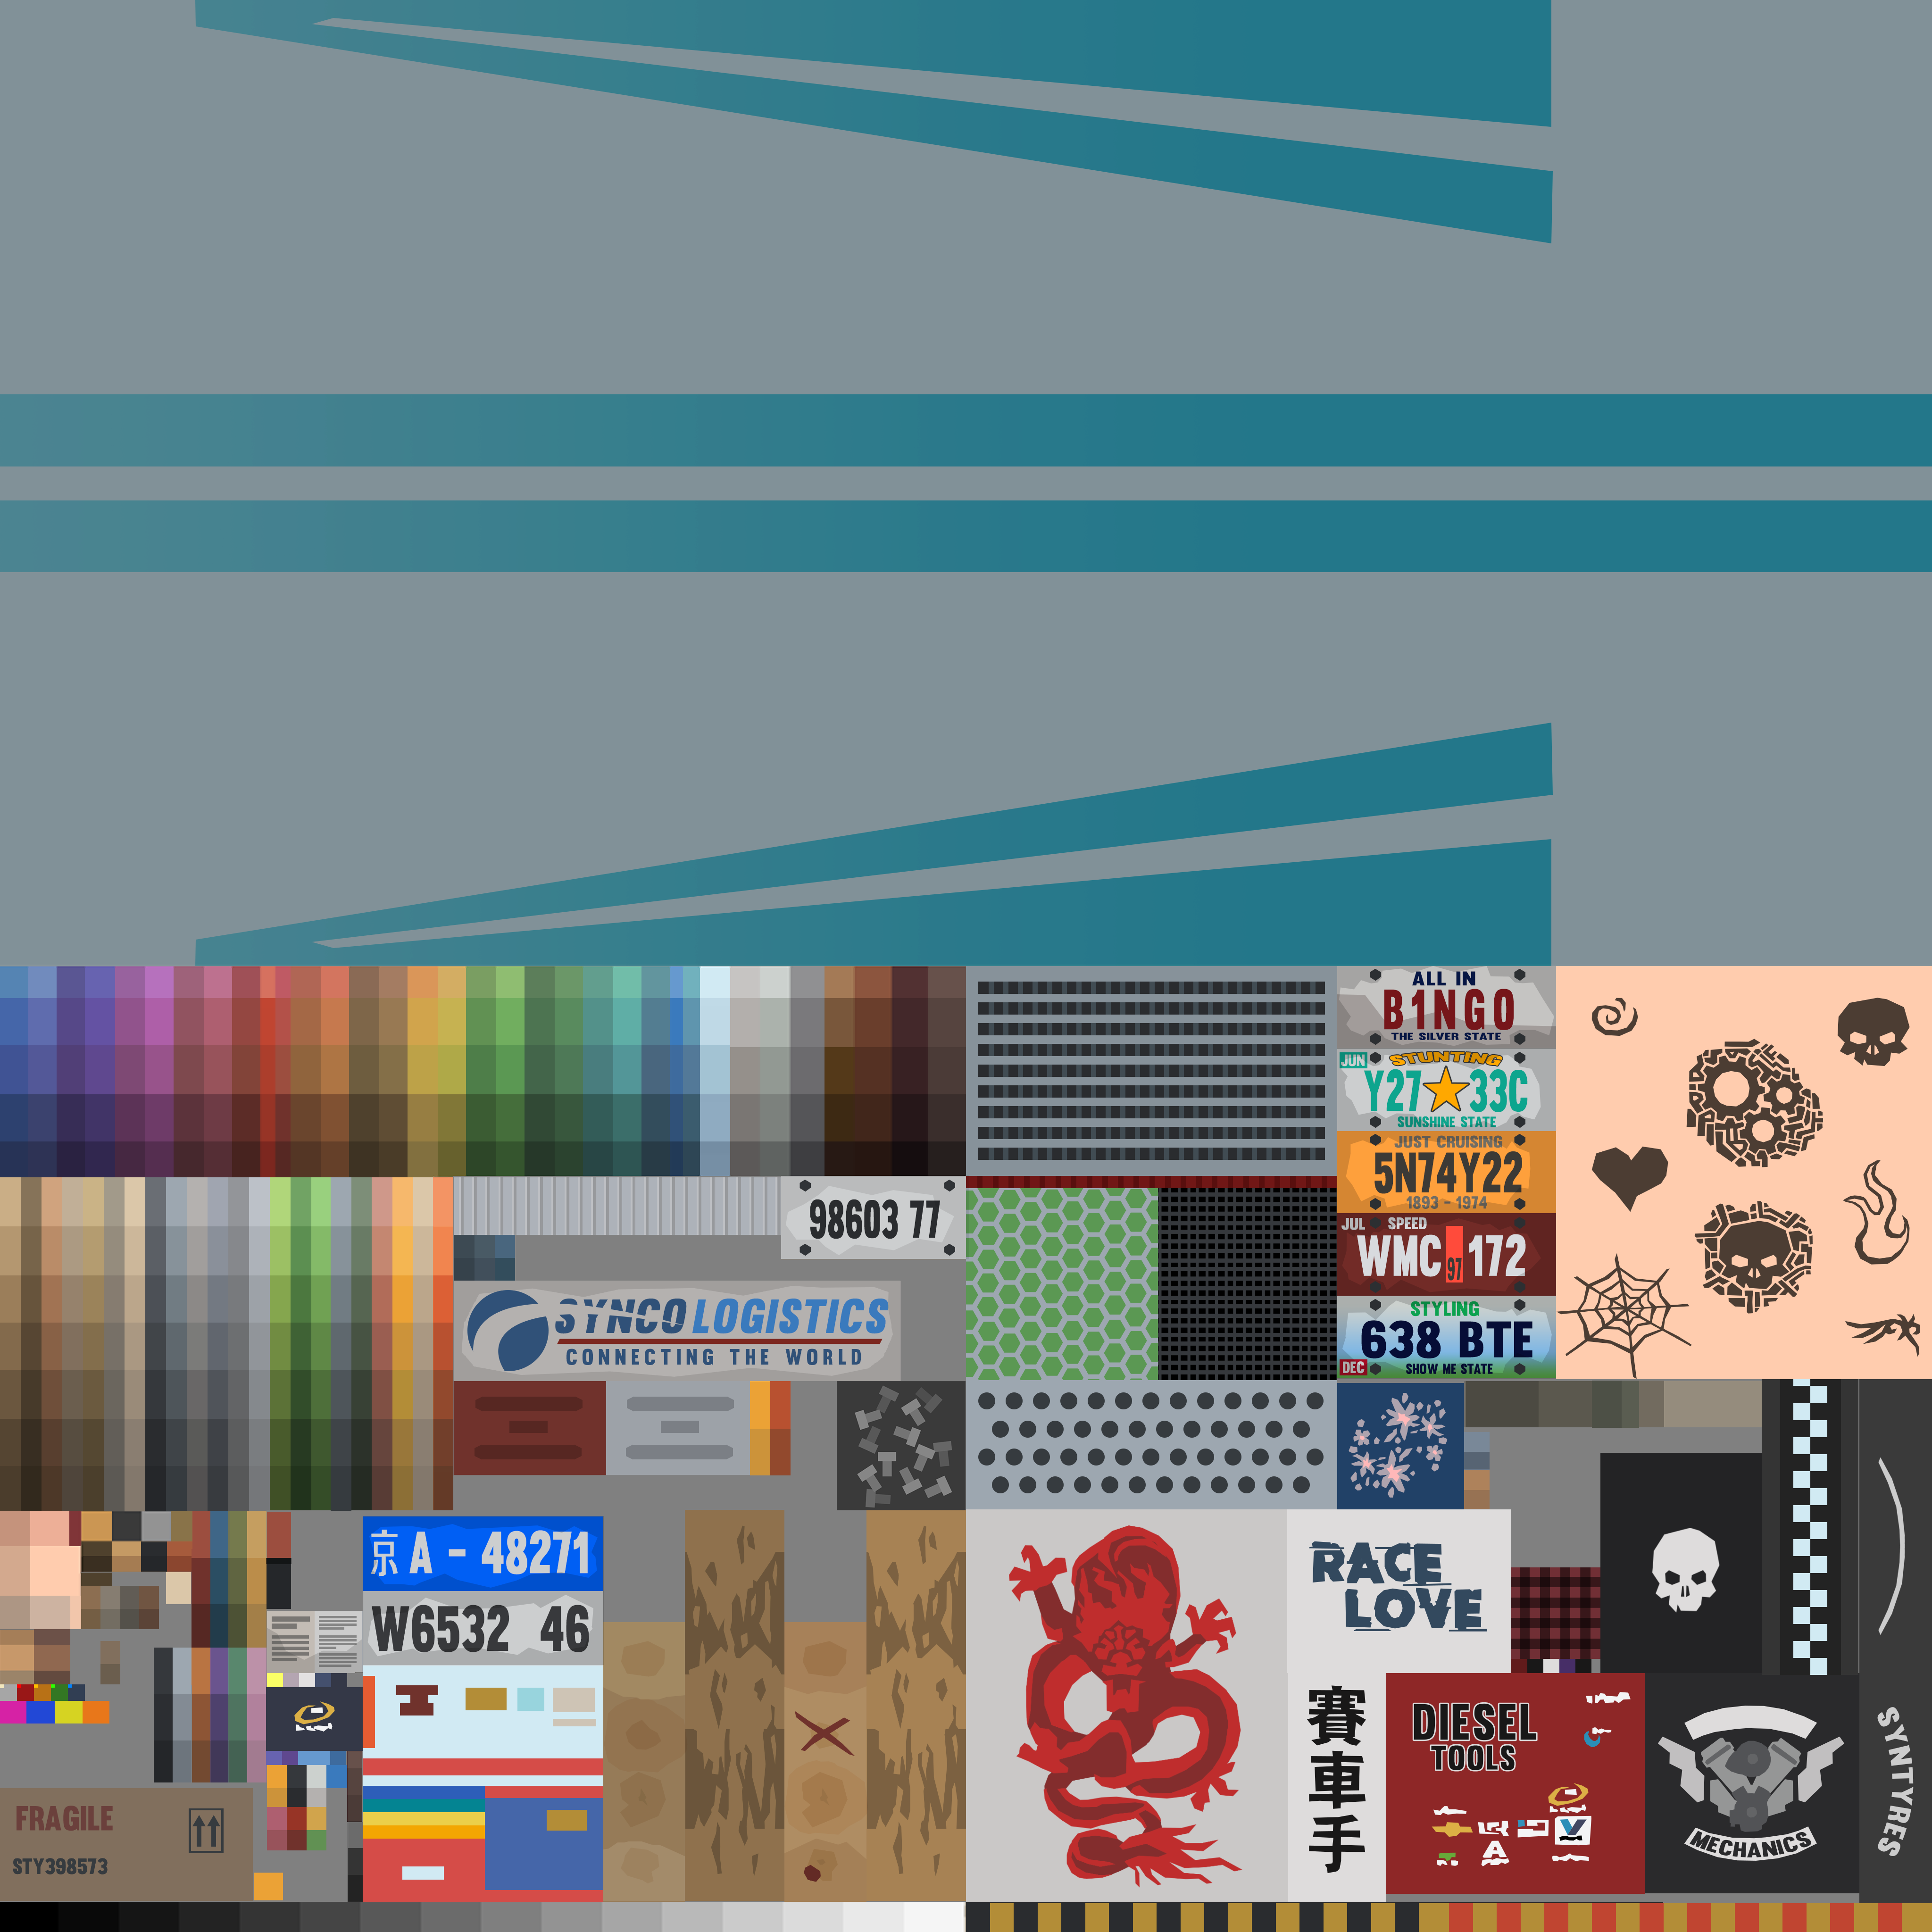 ALL IN
B1NGO
THE SILVER STATE
JUN
STUNTING
Y27 33C
SUNSHINE STATE
JUST CRUISING
5N74Y22
1893 - 1974
JUL SPEED
WMC 97 172
STYLING
638 BTE
DEC
SHOW ME STATE
98603 77
SYNCO LOGISTICS
CONNECTING THE WORLD
京 A - 48271
W6532 46
RACE
LOVE
賽
車
手
DIESEL
TOOLS
MECHANICS
SYNTYRES
FRAGILE
STY398573